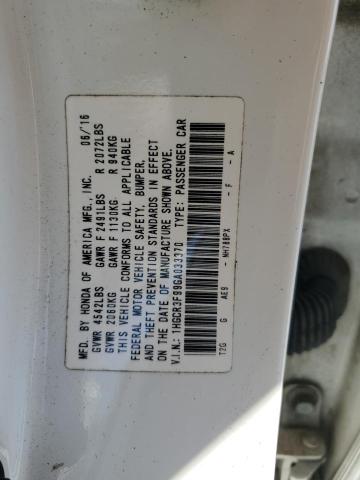 MFD. BY HONDA OF AMERICA MFG., INC. 06/16
GVWR 4542LBS GAWR F 2491LBS R 2072LBS
GVWR 2060KG GAWR F 1130KG R 940KG
THIS VEHICLE CONFORMS TO ALL APPLICABLE
FEDERAL MOTOR VEHICLE SAFETY, BUMPER,
AND THEFT PREVENTION STANDARDS IN EFFECT
ON THE DATE OF MANUFACTURE SHOWN ABOVE.
V.I.N.: 1HGCR3F99GA033370 TYPE: PASSENGER CAR
T2G G AE9 - NH788PX - F - A